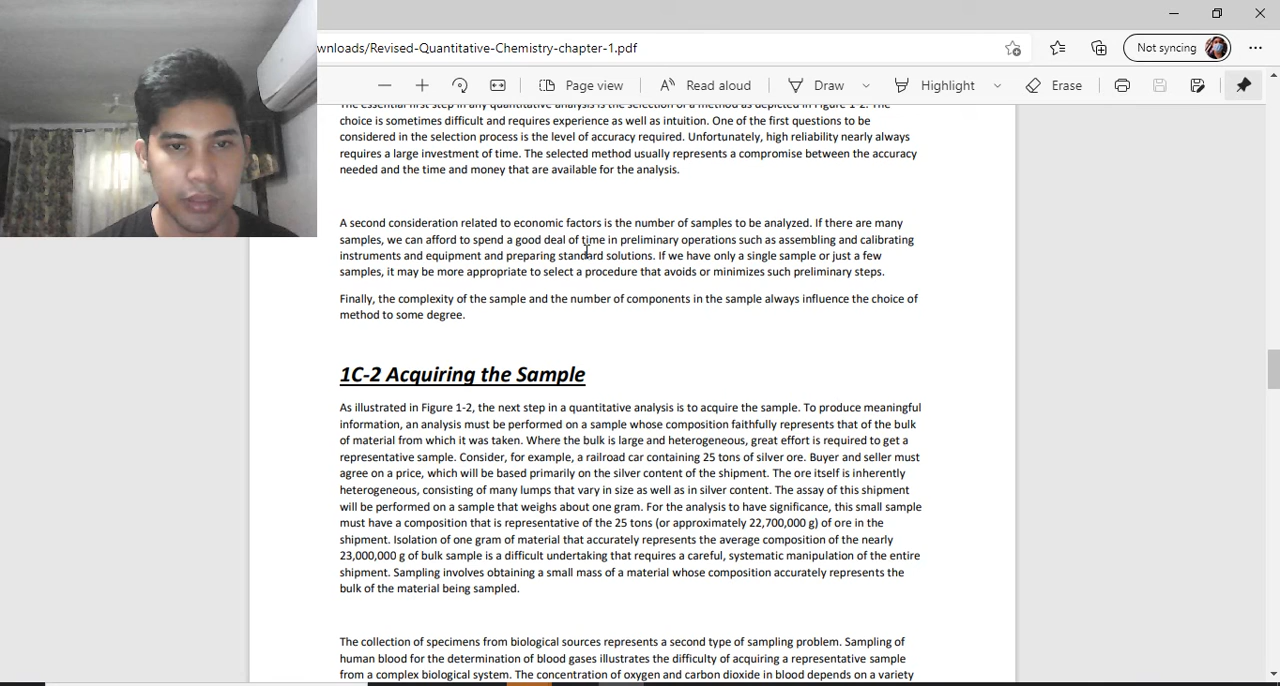 wnloads/Revised-Quantitative-Chemistry-chapter-1.pdf
Not syncing
Page view
Read aloud
Draw
Highlight
Erase
The essential first step in any quantitative analysis is the selection of a method as depicted in Figure 1-2. The
choice is sometimes difficult and requires experience as well as intuition. One of the first questions to be
considered in the selection process is the level of accuracy required. Unfortunately, high reliability nearly always
requires a large investment of time. The selected method usually represents a compromise between the accuracy
needed and the time and money that are available for the analysis.
A second consideration related to economic factors is the number of samples to be analyzed. If there are many
samples, we can afford to spend a good deal of time in preliminary operations such as assembling and calibrating
instruments and equipment and preparing standard solutions. If we have only a single sample or just a few
samples, it may be more appropriate to select a procedure that avoids or minimizes such preliminary steps.
Finally, the complexity of the sample and the number of components in the sample always influence the choice of
method to some degree.
1C-2 Acquiring the Sample
As illustrated in Figure 1-2, the next step in a quantitative analysis is to acquire the sample. To produce meaningful
information, an analysis must be performed on a sample whose composition faithfully represents that of the bulk
of material from which it was taken. Where the bulk is large and heterogeneous, great effort is required to get a
representative sample. Consider, for example, a railroad car containing 25 tons of silver ore. Buyer and seller must
agree on a price, which will be based primarily on the silver content of the shipment. The ore itself is inherently
heterogeneous, consisting of many lumps that vary in size as well as in silver content. The assay of this shipment
will be performed on a sample that weighs about one gram. For the analysis to have significance, this small sample
must have a composition that is representative of the 25 tons (or approximately 22,700,000 g) of ore in the
shipment. Isolation of one gram of material that accurately represents the average composition of the nearly
23,000,000 g of bulk sample is a difficult undertaking that requires a careful, systematic manipulation of the entire
shipment. Sampling involves obtaining a small mass of a material whose composition accurately represents the
bulk of the material being sampled.
The collection of specimens from biological sources represents a second type of sampling problem. Sampling of
human blood for the determination of blood gases illustrates the difficulty of acquiring a representative sample
from a complex biological system. The concentration of oxygen and carbon dioxide in blood depends on a variety